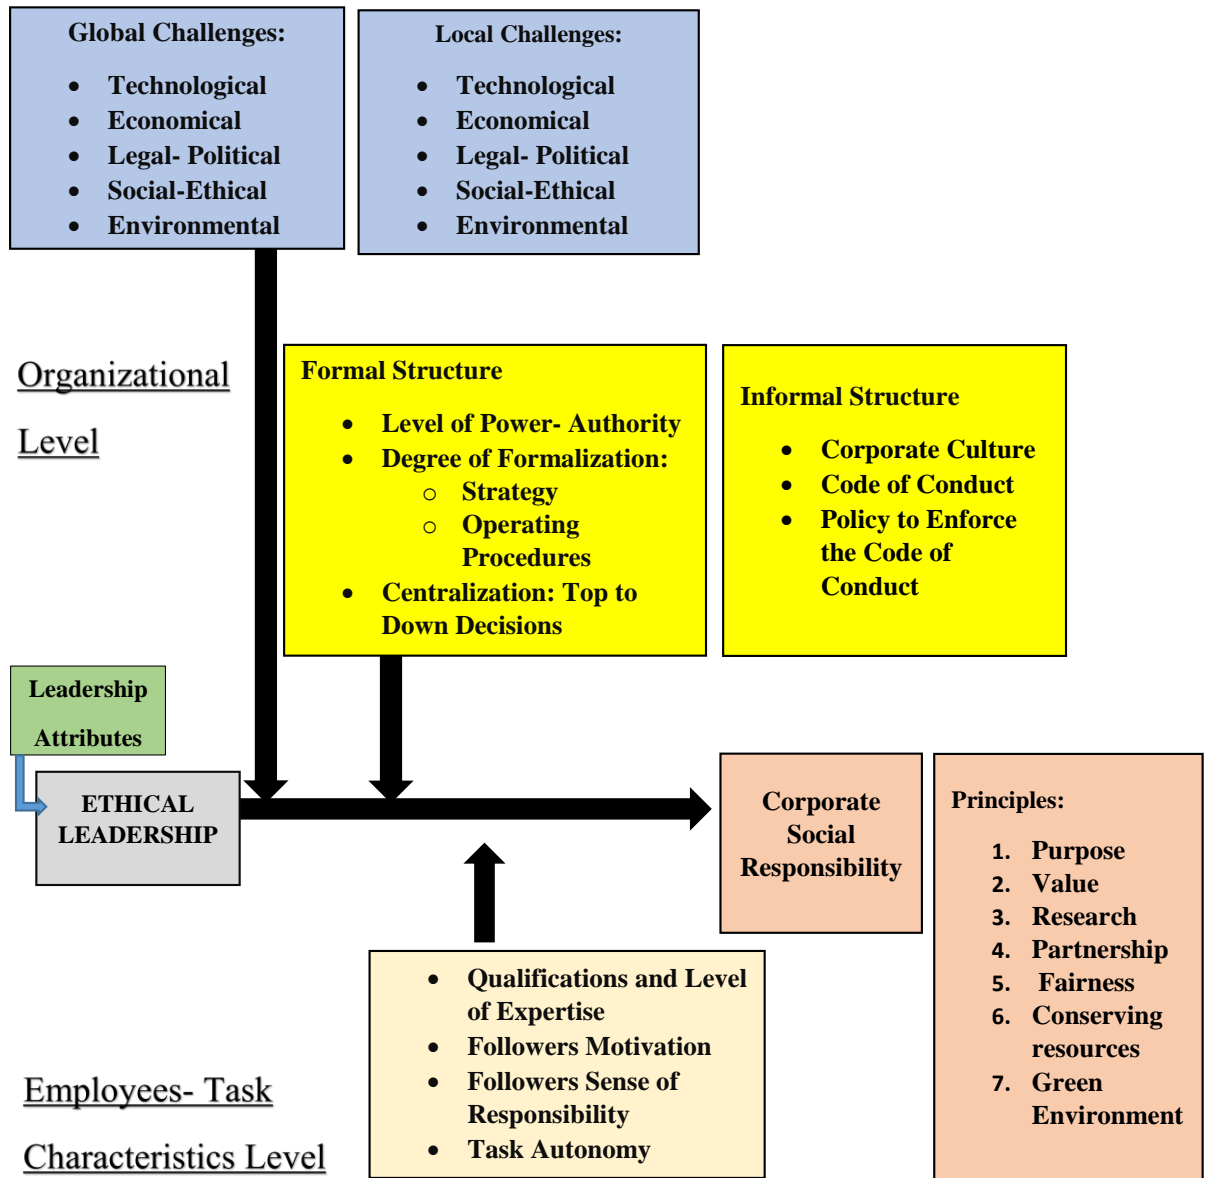 Global Challenges:
• Technological
• Economical
• Legal- Political
• Social-Ethical
• Environmental
Local Challenges:
• Technological
• Economical
• Legal- Political
• Social-Ethical
• Environmental
Organizational
Level
Formal Structure
• Level of Power- Authority
• Degree of Formalization:
o Strategy
o Operating
Procedures
• Centralization: Top to
Down Decisions
Informal Structure
• Corporate Culture
• Code of Conduct
• Policy to Enforce
the Code of
Conduct
Leadership
Attributes
ETHICAL
LEADERSHIP
Corporate
Social
Responsibility
Principles:
1. Purpose
2. Value
3. Research
4. Partnership
5. Fairness
6. Conserving
resources
7. Green
Environment
Employees- Task
Characteristics Level
• Qualifications and Level
of Expertise
• Followers Motivation
• Followers Sense of
Responsibility
• Task Autonomy